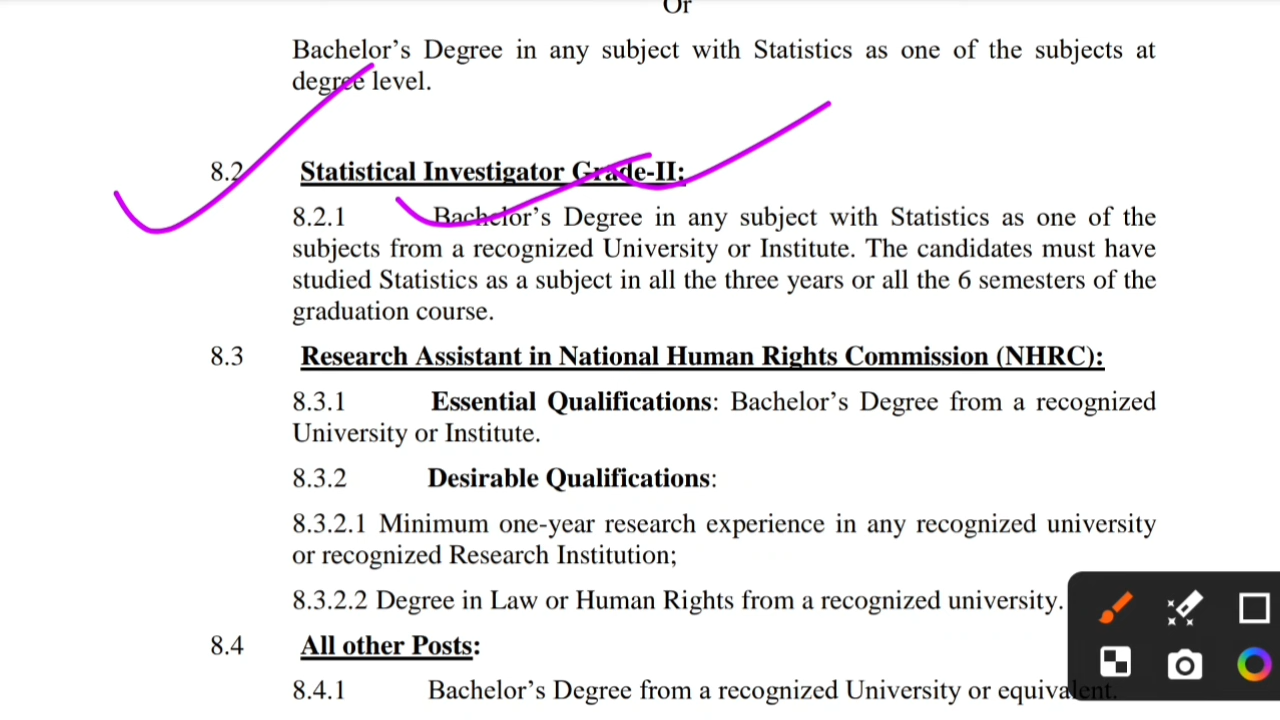 Or
Bachelor’s Degree in any subject with Statistics as one of the subjects at
degree level.
8.2 Statistical Investigator Grade-II:
8.2.1 Bachelor’s Degree in any subject with Statistics as one of the
subjects from a recognized University or Institute. The candidates must have
studied Statistics as a subject in all the three years or all the 6 semesters of the
graduation course.
8.3 Research Assistant in National Human Rights Commission (NHRC):
8.3.1 Essential Qualifications: Bachelor’s Degree from a recognized
University or Institute.
8.3.2 Desirable Qualifications:
8.3.2.1 Minimum one-year research experience in any recognized university
or recognized Research Institution;
8.3.2.2 Degree in Law or Human Rights from a recognized university.
8.4 All other Posts:
8.4.1 Bachelor’s Degree from a recognized University or equivalent.